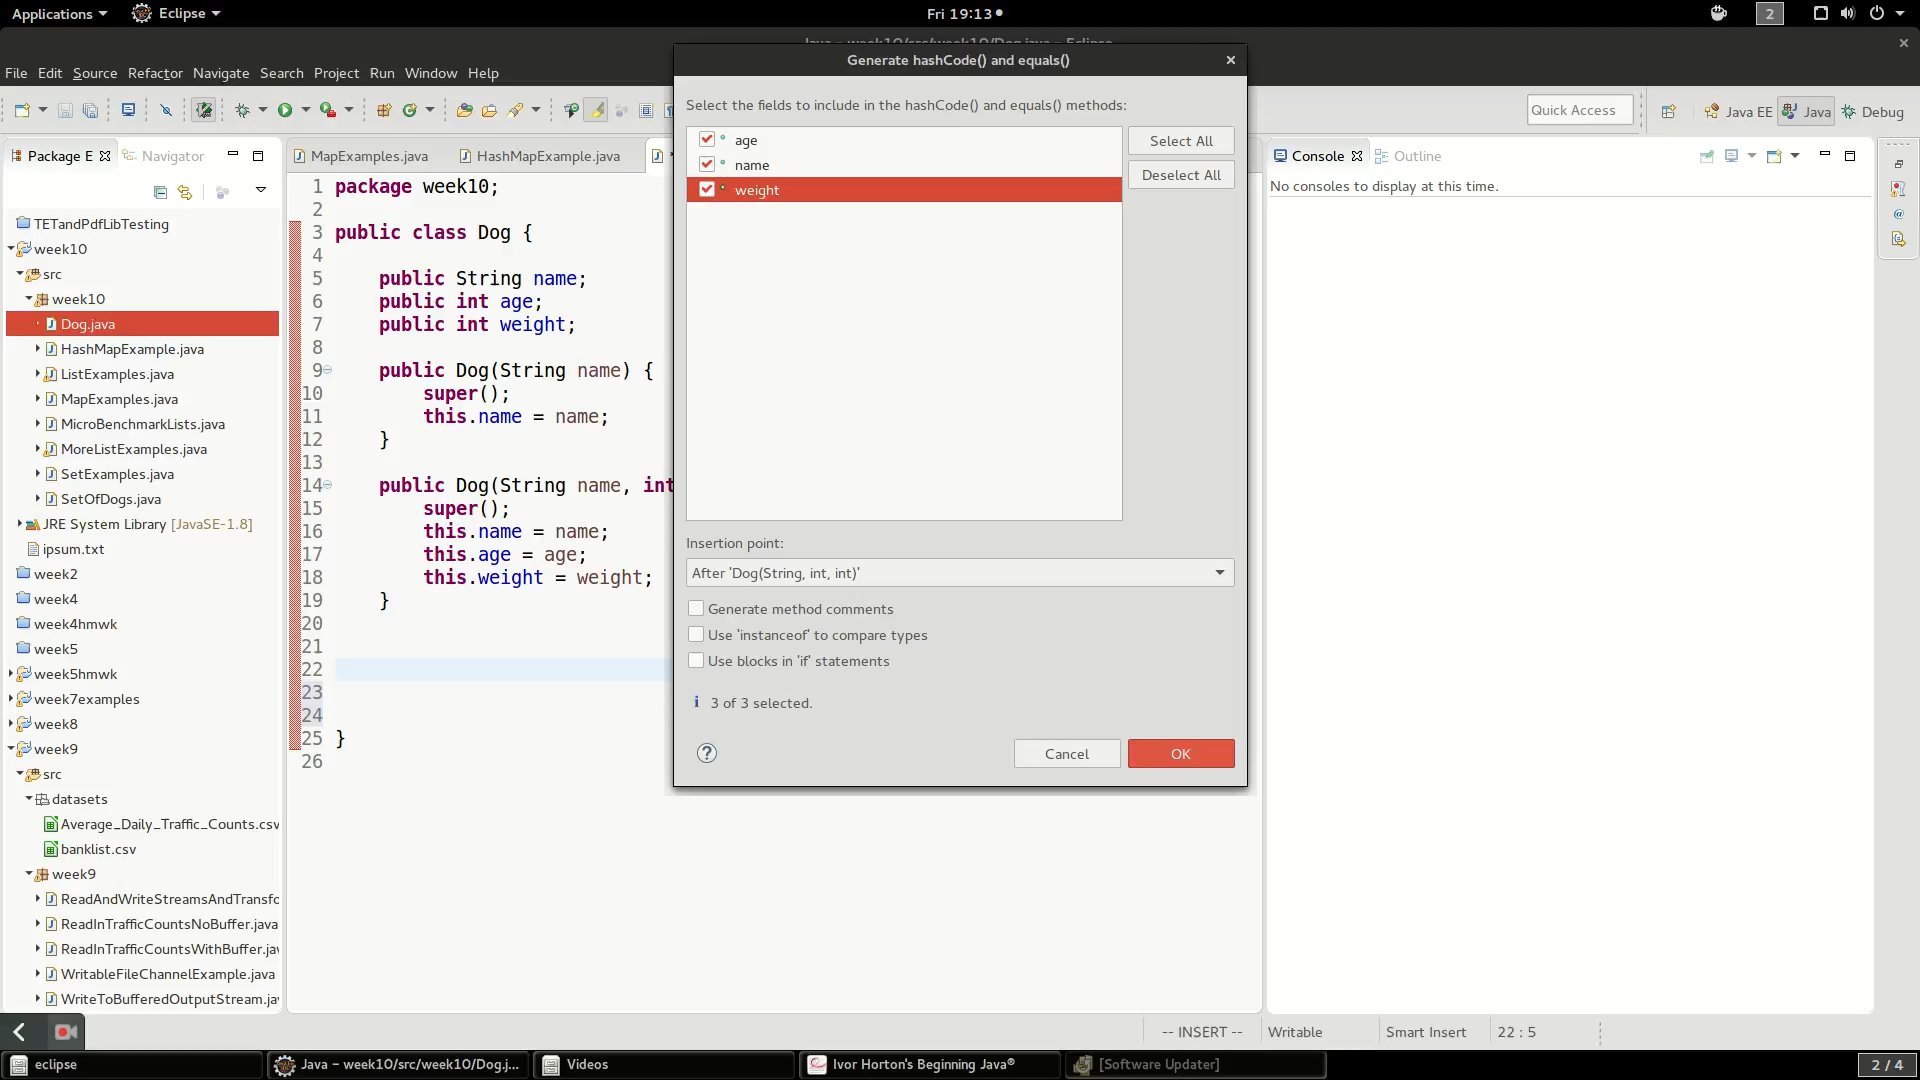 Applications
Eclipse
Fri 19:13
2
Java - week10/src/week10/Dog.java - Eclipse
File Edit Source Refactor Navigate Search Project Run Window Help
Quick Access
Java EE
Java
Debug
Package E
Navigator
TETandPdfLibTesting
week10
src
week10
Dog.java
HashMapExample.java
ListExamples.java
MapExamples.java
MicroBenchmarkLists.java
MoreListExamples.java
SetExamples.java
SetOfDogs.java
JRE System Library [JavaSE-1.8]
ipsum.txt
week2
week4
week4hmwk
week5
week5hmwk
week7examples
week8
week9
src
datasets
Average_Daily_Traffic_Counts.csv
banklist.csv
week9
ReadAndWriteStreamsAndTransfo
ReadInTrafficCountsNoBuffer.java
ReadInTrafficCountsWithBuffer.jav
WritableFileChannelExample.java
WriteToBufferedOutputStream.jav
MapExamples.java
HashMapExample.java
1 package week10;
2
3 public class Dog {
4
5 public String name;
6 public int age;
7 public int weight;
8
9 public Dog(String name) {
10 super();
11 this.name = name;
12 }
13
14 public Dog(String name, int
15 super();
16 this.name = name;
17 this.age = age;
18 this.weight = weight;
19 }
20
21
22
23
24
25 }
26
Generate hashCode() and equals()
Select the fields to include in the hashCode() and equals() methods:
age
name
weight
Select All
Deselect All
Insertion point:
After 'Dog(String, int, int)'
Generate method comments
Use 'instanceof' to compare types
Use blocks in 'if' statements
i 3 of 3 selected.
?
Cancel
OK
Console
Outline
No consoles to display at this time.
-- INSERT --
Writable
Smart Insert
22 : 5
eclipse
Java - week10/src/week10/Dog.j...
Videos
Ivor Horton's Beginning Java®
[Software Updater]
2 / 4